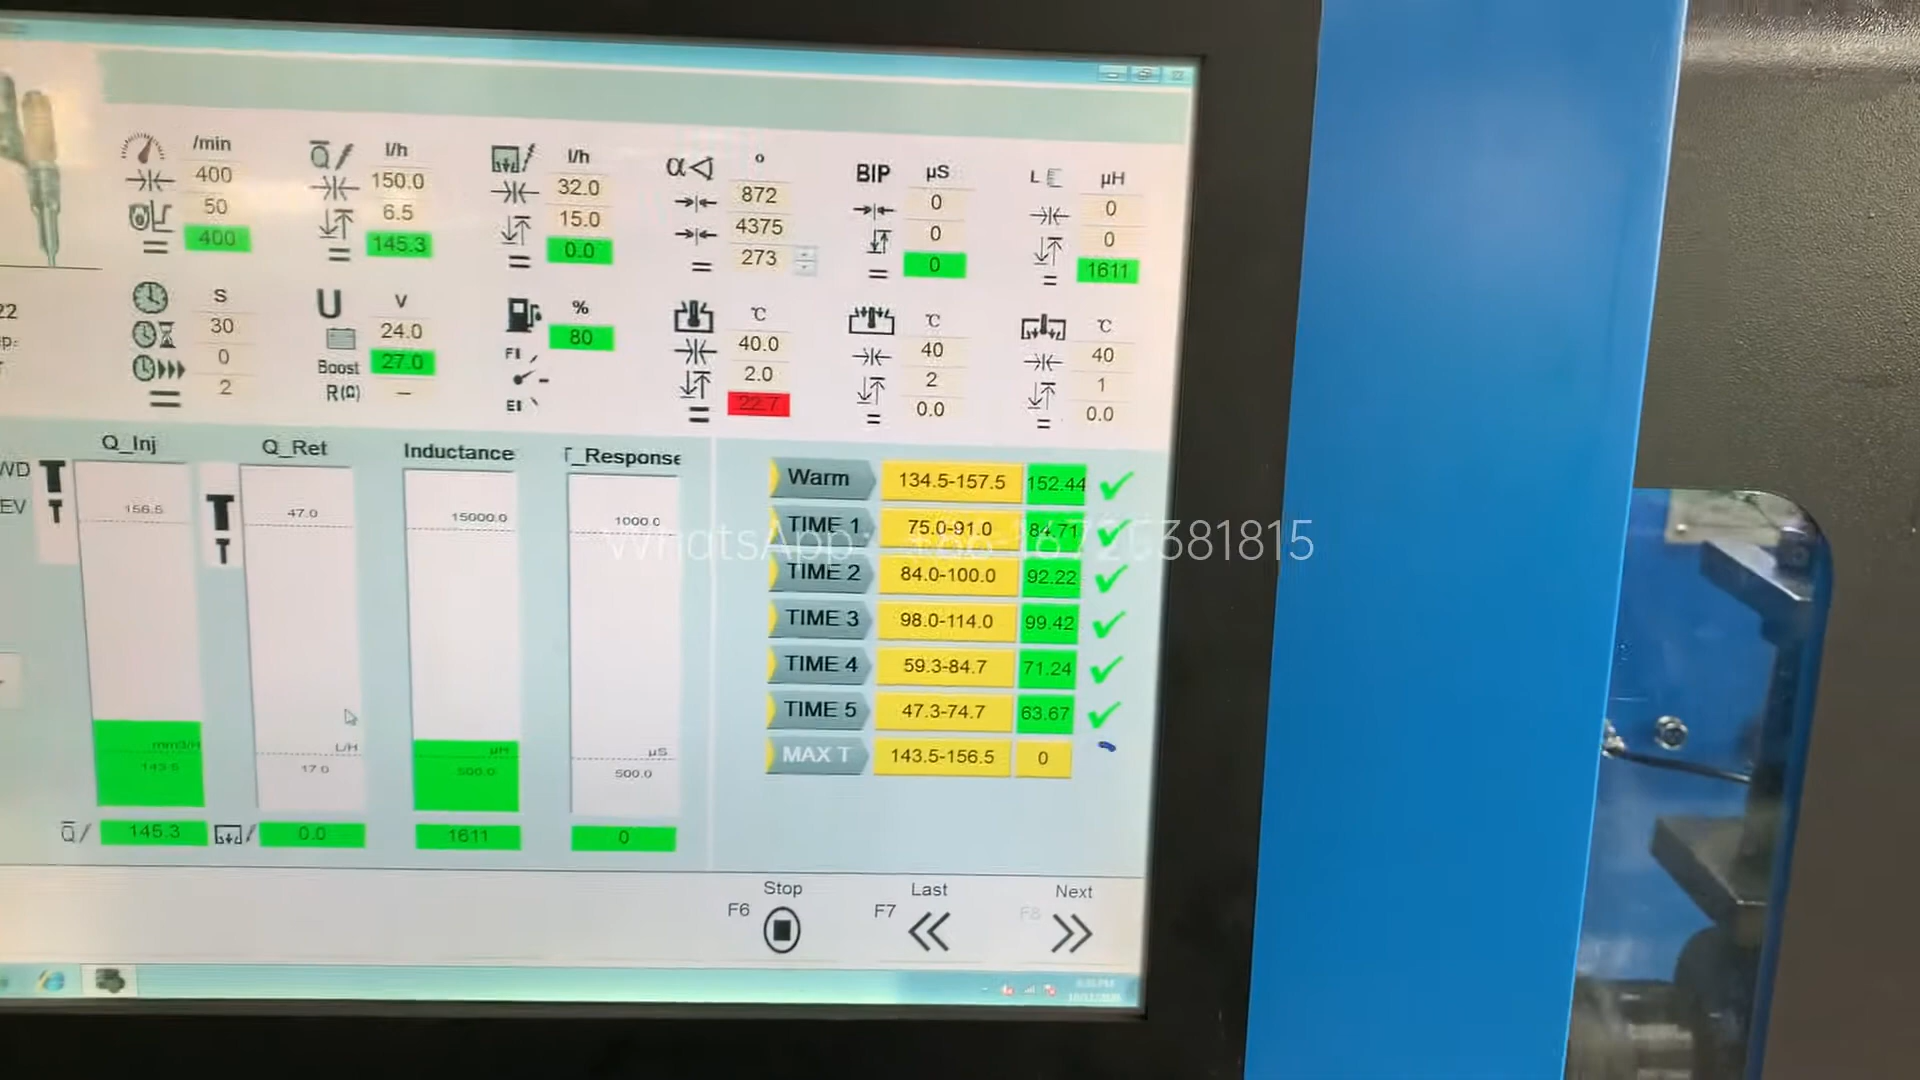 /min
400
50
400
Q l/h
150.0
6.5
145.3
l/h
32.0
15.0
0.0
α °
872
4375
273
BIP µS
0
0
0
L µH
0
0
1611
S
30
0
2
U V
24.0
Boost 27.0
R(Ω) –
%
80
℃
40.0
2.0
22.7
℃
40
2
0.0
℃
40
1
0.0
22
Q_Inj
156.5
mm3/H
145.3
Q_Ret
47.0
L/H
17.0
0.0
Inductance
15000.0
µH
500.0
1611
T_Response
1000.0
µS
500.0
0
Warm 134.5-157.5 152.44
TIME 1 75.0-91.0 84.71
TIME 2 84.0-100.0 92.22
TIME 3 98.0-114.0 99.42
TIME 4 59.3-84.7 71.24
TIME 5 47.3-74.7 63.67
MAX T 143.5-156.5 0
Stop
F6
Last
F7
Next
F8